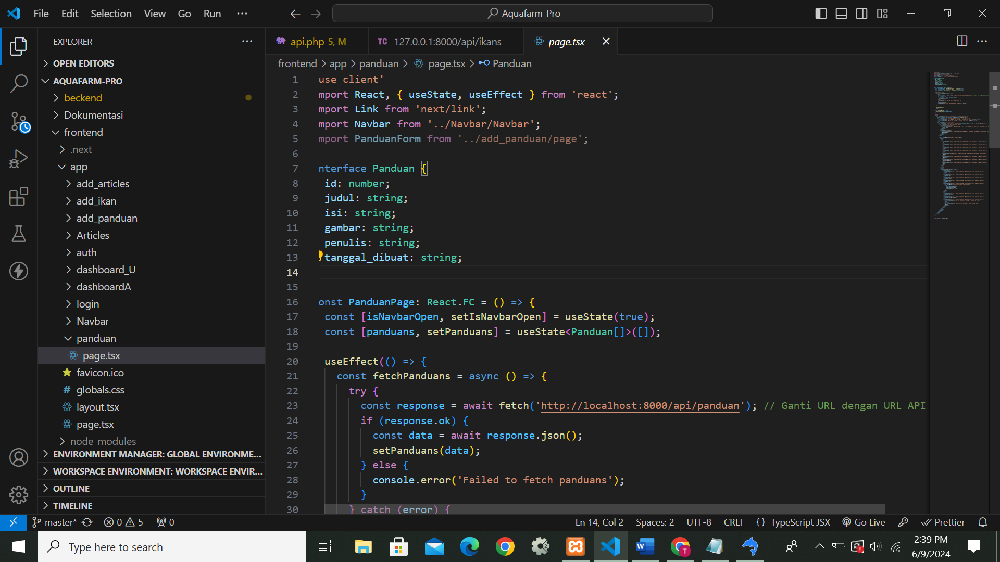 File Edit Selection View Go Run ···
Aquafarm-Pro
EXPLORER
OPEN EDITORS
AQUAFARM-PRO
beckend
Dokumentasi
frontend
.next
app
add_articles
add_ikan
add_panduan
Articles
auth
dashboard_U
dashboardA
login
Navbar
panduan
page.tsx
favicon.ico
globals.css
layout.tsx
page.tsx
node_modules
ENVIRONMENT MANAGER: GLOBAL ENVIRONME...
WORKSPACE ENVIRONMENT: WORKSPACE ENVIR...
OUTLINE
TIMELINE
api.php 5, M
TC 127.0.0.1:8000/api/ikans
page.tsx
frontend > app > panduan > page.tsx > Panduan
1 use client'
2 mport React, { useState, useEffect } from 'react';
3 mport Link from 'next/link';
4 mport Navbar from '../Navbar/Navbar';
5 mport PanduanForm from '../add_panduan/page';
6
7 nterface Panduan {
8 id: number;
9 judul: string;
10 isi: string;
11 gambar: string;
12 penulis: string;
13 tanggal_dibuat: string;
14
15
16 onst PanduanPage: React.FC = () => {
17 const [isNavbarOpen, setIsNavbarOpen] = useState(true);
18 const [panduans, setPanduans] = useState<Panduan[]>([]);
19
20 useEffect(() => {
21 const fetchPanduans = async () => {
22 try {
23 const response = await fetch('http://localhost:8000/api/panduan'); // Ganti URL dengan URL API
24 if (response.ok) {
25 const data = await response.json();
26 setPanduans(data);
27 } else {
28 console.error('Failed to fetch panduans');
29 }
30 } catch (error) {
master* 0 5 0
Ln 14, Col 2 Spaces: 2 UTF-8 CRLF {} TypeScript JSX Go Live Prettier
Type here to search
2:39 PM
6/9/2024